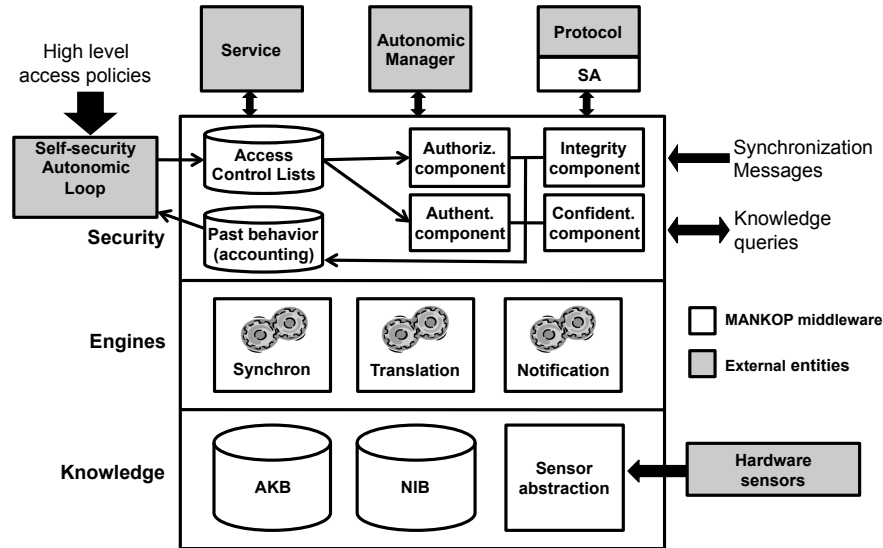 High level
access policies
Service
Autonomic
Manager
Protocol
SA
Self-security
Autonomic
Loop
Access
Control Lists
Authoriz.
component
Integrity
component
Synchronization
Messages
Security
Past behavior
(accounting)
Authent.
component
Confident.
component
Knowledge
queries
Engines
Synchron
Translation
Notification
MANKOP middleware
External entities
Knowledge
AKB
NIB
Sensor
abstraction
Hardware
sensors